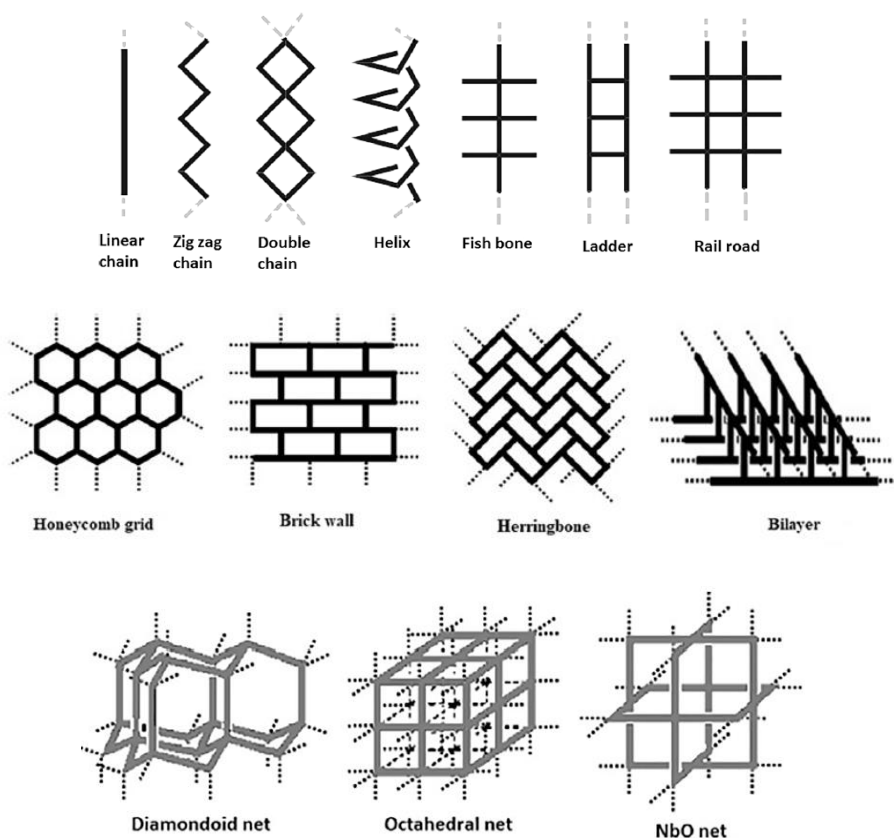 Linear chain
Zig zag chain
Double chain
Helix
Fish bone
Ladder
Rail road
Honeycomb grid
Brick wall
Herringbone
Bilayer
Diamondoid net
Octahedral net
NbO net